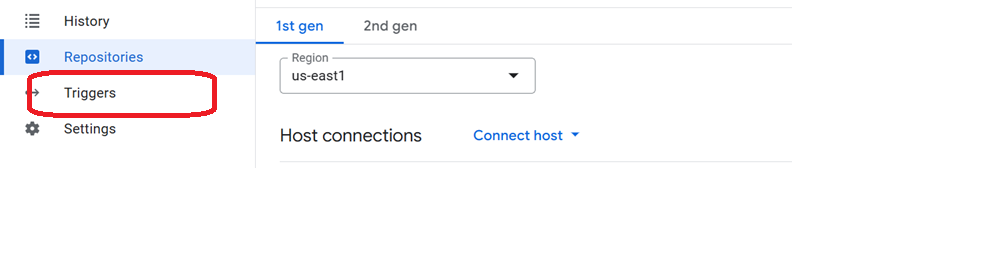 History
Repositories
Triggers
Settings
1st gen
2nd gen
Region
us-east1
Host connections
Connect host